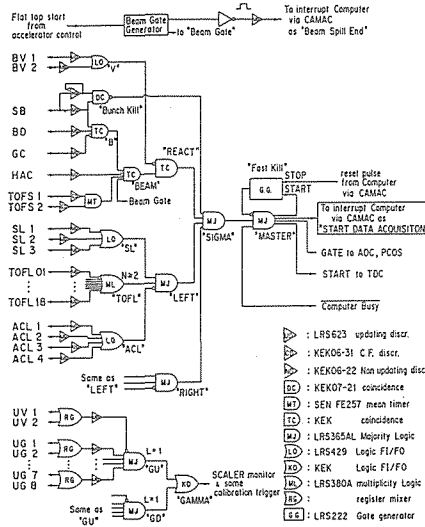 Flat top start from accelerator control
Beam Gate Generator
to "Beam Gate"
To interrupt Computer via CAMAC as "Beam Spill End"
BV 1
BV 2
LO
"V"
SB
DC
"Bunch Kill"
BD
TC
"B"
GC
HAC
TC
"BEAM"
Beam Gate
TOFS 1
TOFS 2
MT
"REACT"
TC
SL 1
SL 2
SL 3
LO
"SL"
TOFL 01
TOFL 18
ML
N≥2
"TOFL"
ACL 1
ACL 2
ACL 3
ACL 4
LO
"ACL"
MJ
"LEFT"
Same as "LEFT"
MJ
"RIGHT"
MJ
"SIGMA"
"Fast Kill"
G.G.
STOP
START
reset pulse from Computer via CAMAC
MJ
"MASTER"
To interrupt Computer via CAMAC as "START DATA ACQUISITON"
GATE to ADC, PCOS
START to TDC
Computer Busy
UV 1
UV 2
RG
UG 1
UG 2
RG
UG 7
UG 8
RG
L=1
MJ
"GU"
Same as "GU"
L=1
MJ
"GD"
KO
"GAMMA"
SCALER monitor & some calibration trigger
: LRS623 updating discr.
: KEK06-31 C.F. discr.
: KEK06-22 Non updating discr.
DC : KEK07-21 coincidence
MT : SEN FE257 mean timer
TC : KEK coincidence
MJ : LRS365AL Majority Logic
LO : LRS429 Logic FI/FO
KO : KEK Logic FI/FO
ML : LRS380A multiplicity Logic
RG : register mixer
G G : LRS222 Gate generator